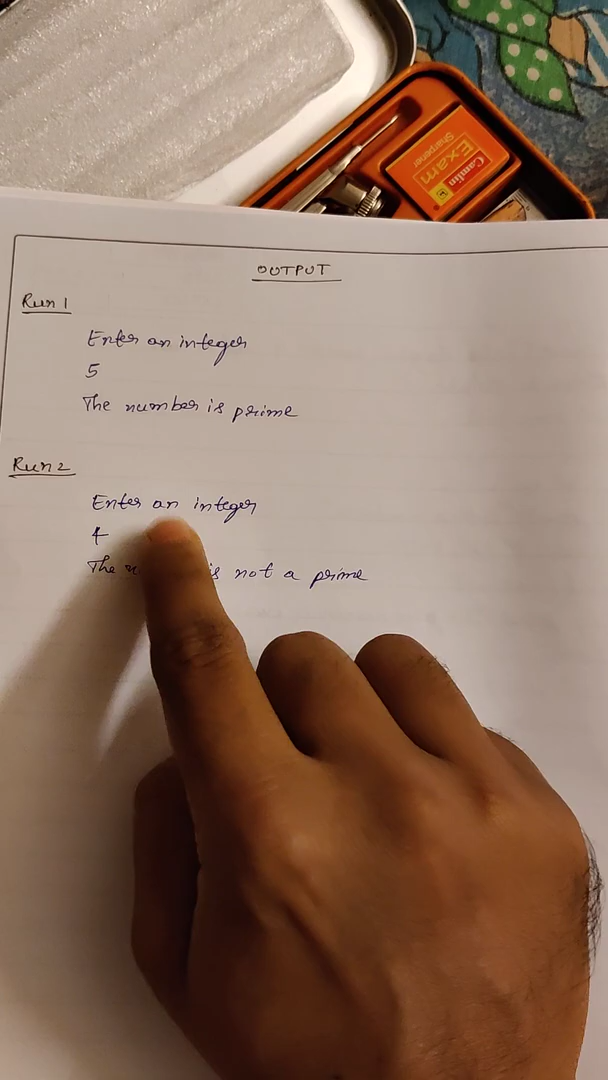 Camlin
Exam
Sharpener
OUTPUT
Run 1
Enter an integer
5
The number is prime
Run 2
Enter an integer
4
The is not a prime